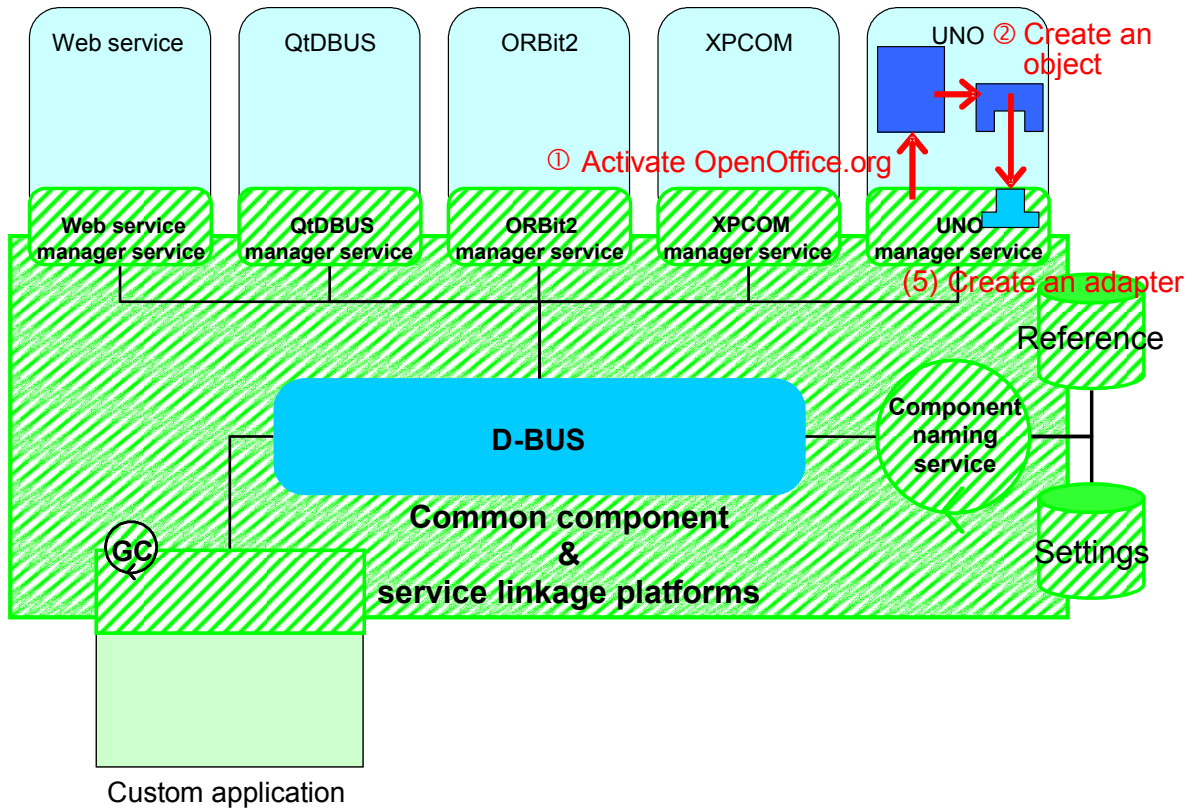 Web service
QtDBUS
ORBit2
XPCOM
UNO
② Create an
object
① Activate OpenOffice.org
Web service
manager service
QtDBUS
manager service
ORBit2
manager service
XPCOM
manager service
UNO
manager service
(5) Create an adapter
Reference
Component
naming
service
D-BUS
Common component
&
service linkage platforms
Settings
GC
Custom application